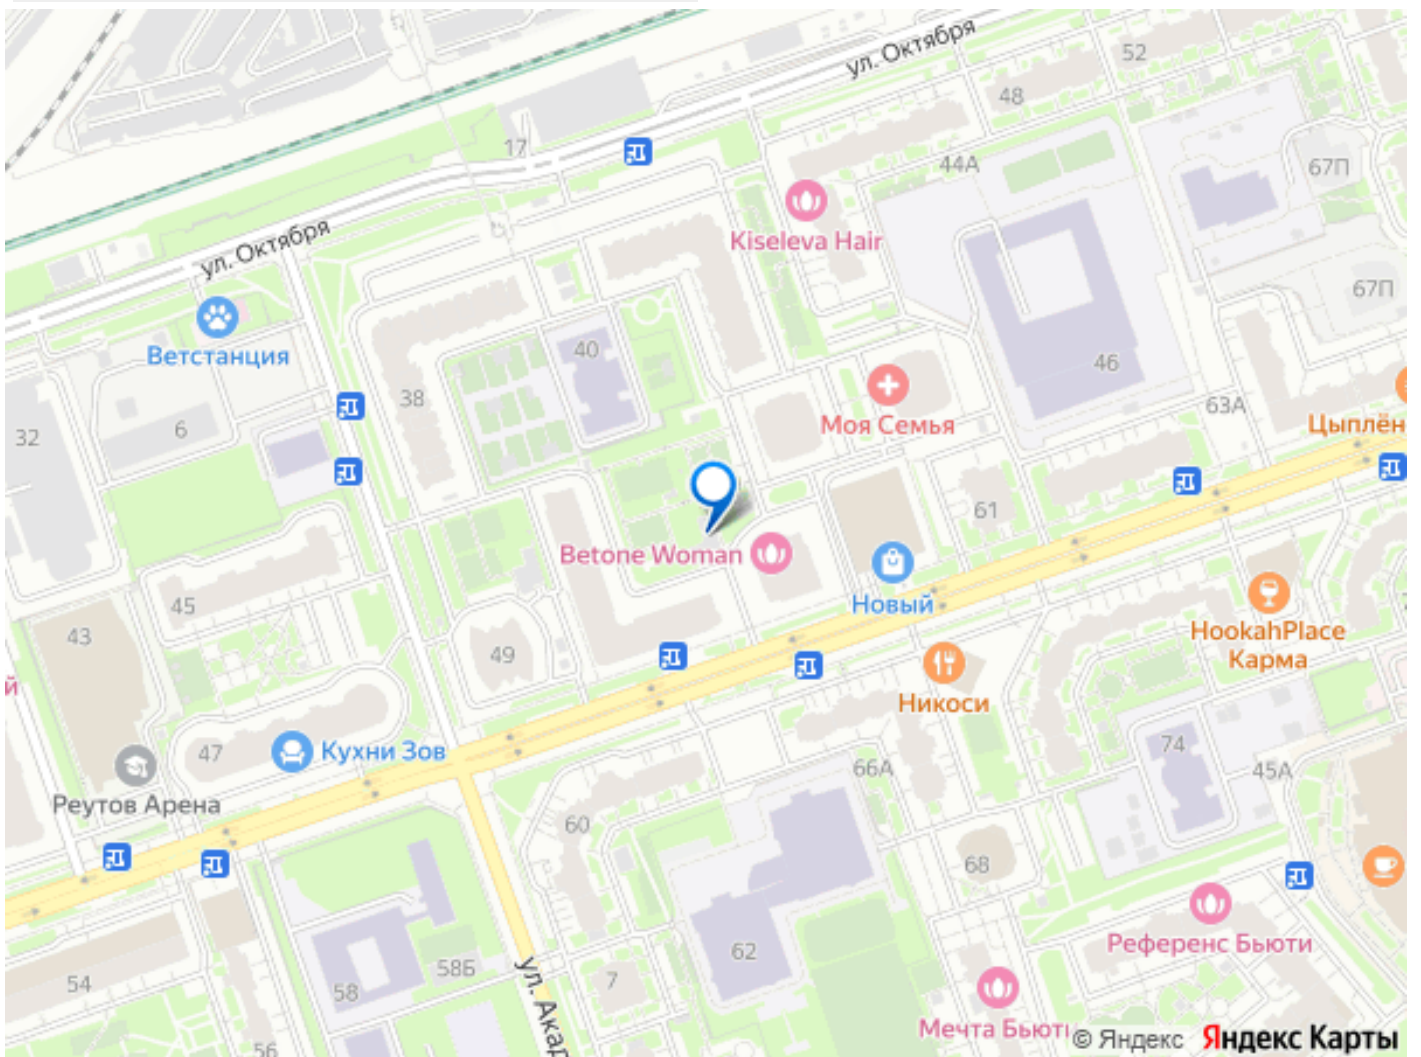 ул. Октября
52
48
17
44А
67П
Kiseleva Hair
ул. Октября
67П
Ветстанция
40
46
38
Моя Семья
63А
Цыплён
6
32
61
Betone Woman
Новый
45
43
HookahPlace
Карма
49
й
Никоси
47
Кухни Зов
74
66А
45А
Реутов Арена
60
68
Референс Бьюти
62
58Б
54
58
7
ул. Акад
Мечта Бьюти
56
© Яндекс
Яндекс Карты